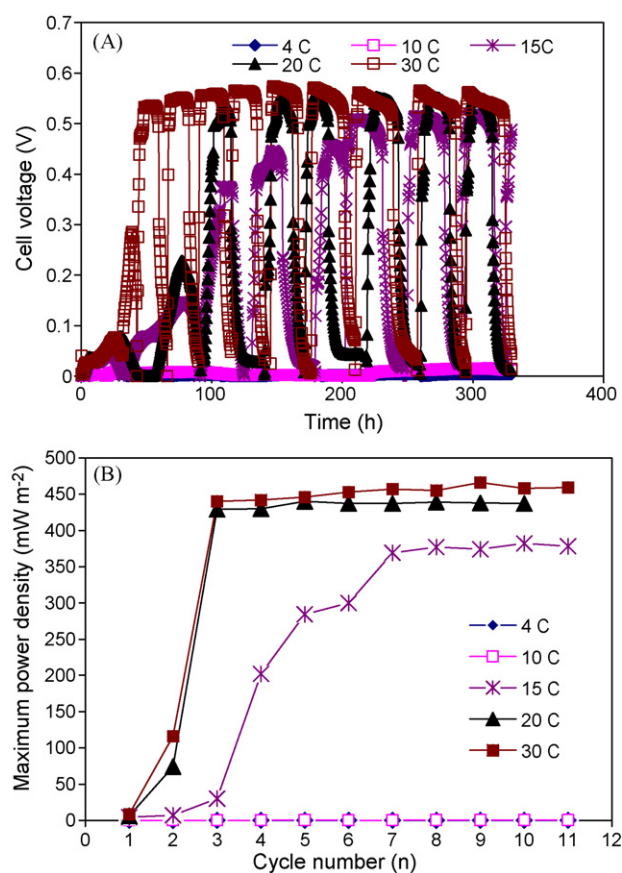 (A)
4 C 10 C 15C
20 C 30 C
Cell voltage (V)
0.7
0.6
0.5
0.4
0.3
0.2
0.1
0
0 100 200 300 400
Time (h)
(B)
Maximum power density (mW m-2)
500
450
400
350
300
250
200
150
100
50
0
4 C
10 C
15 C
20 C
30 C
0 1 2 3 4 5 6 7 8 9 10 11 12
Cycle number (n)